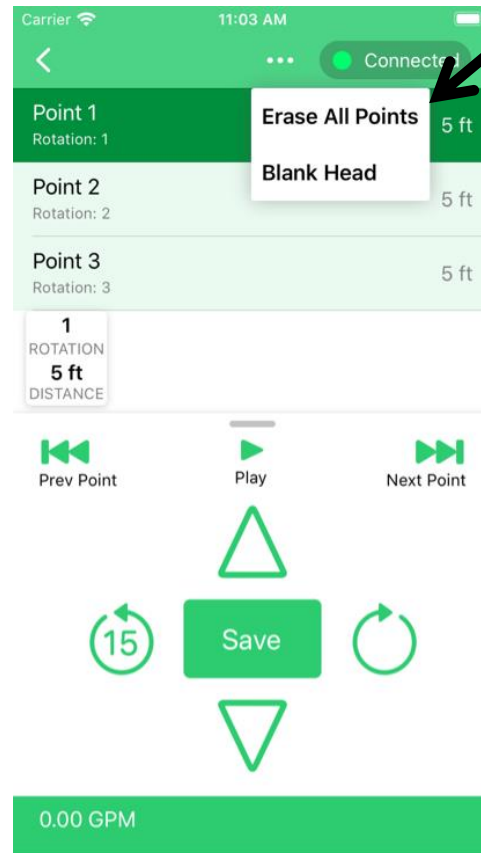 Carrier 11:03 AM
Connected
Erase All Points
Blank Head
Point 1
Rotation: 1
5 ft
Point 2
Rotation: 2
5 ft
Point 3
Rotation: 3
5 ft
1
ROTATION
5 ft
DISTANCE
Prev Point Play Next Point
15 Save
0.00 GPM